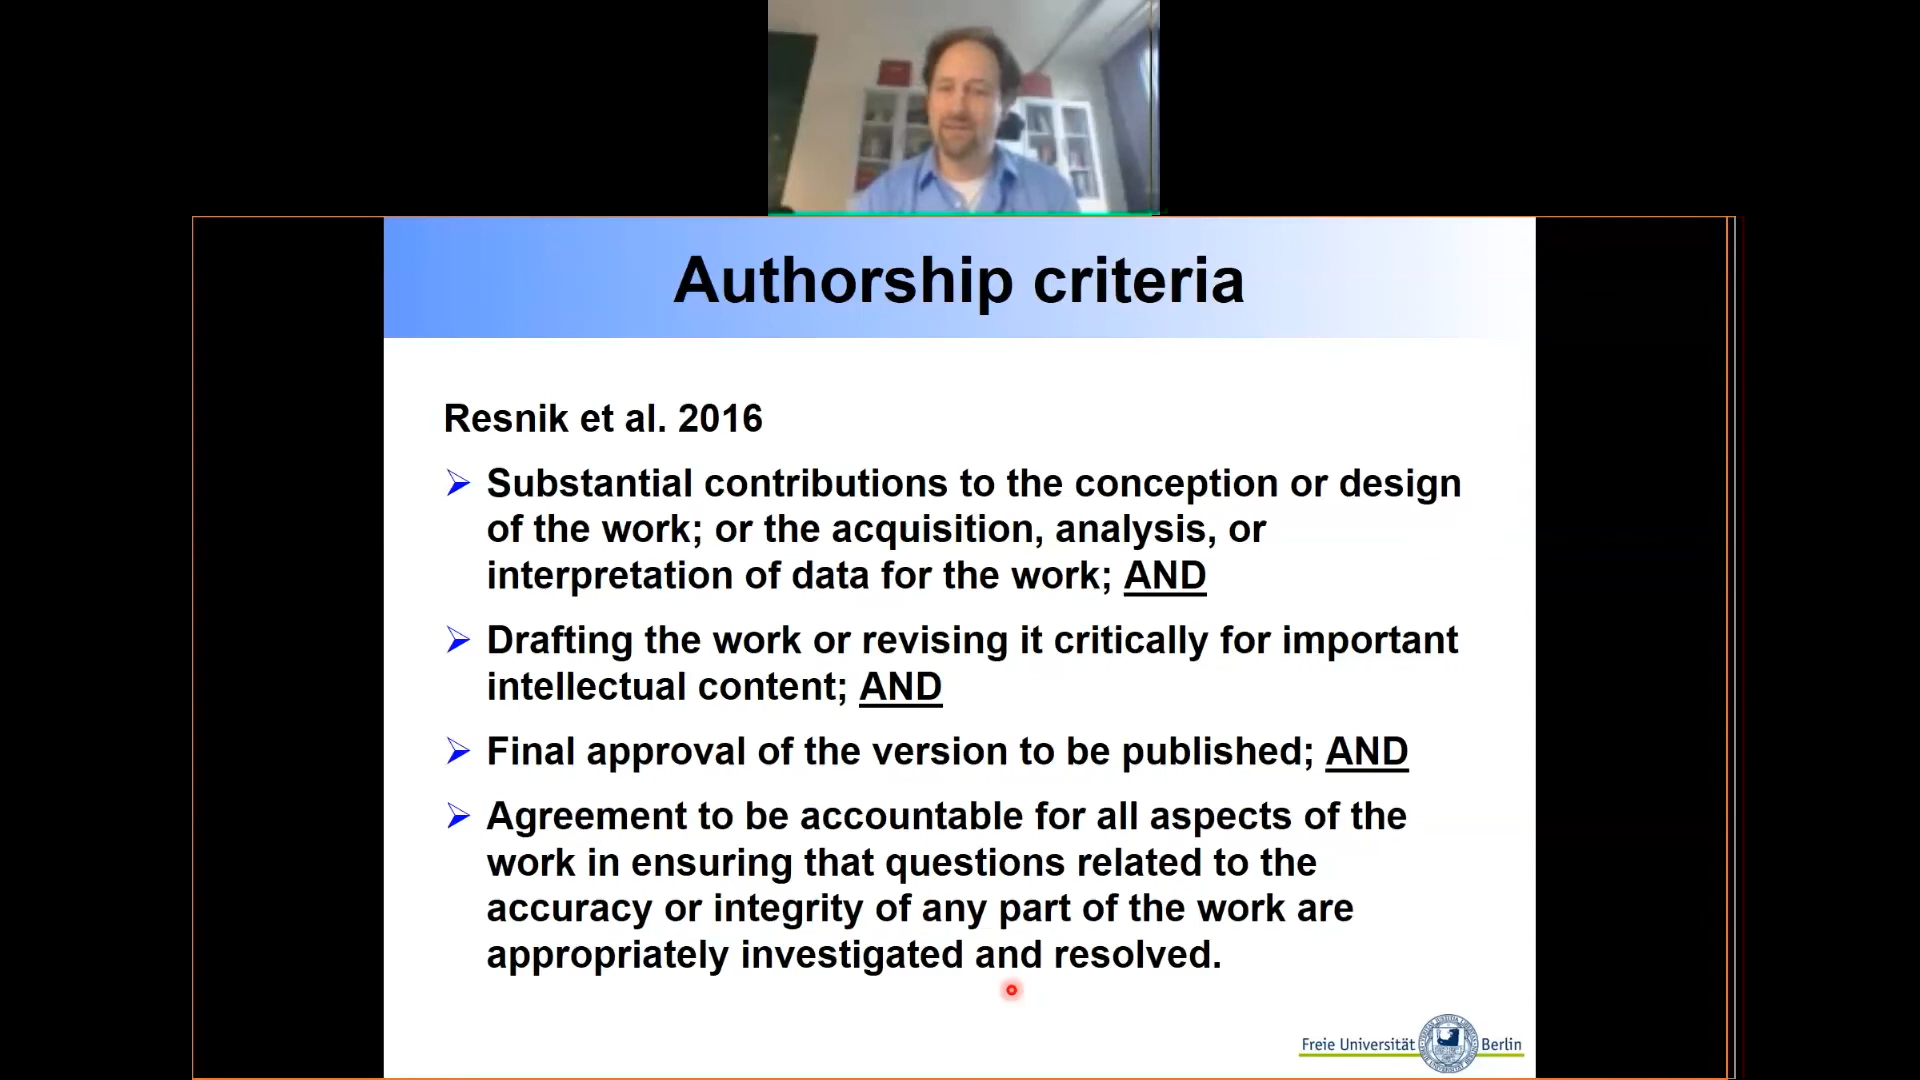 Authorship criteria
Resnik et al. 2016
Substantial contributions to the conception or design
of the work; or the acquisition, analysis, or
interpretation of data for the work; AND
Drafting the work or revising it critically for important
intellectual content; AND
Final approval of the version to be published; AND
Agreement to be accountable for all aspects of the
work in ensuring that questions related to the
accuracy or integrity of any part of the work are
appropriately investigated and resolved.
Freie Universität Berlin